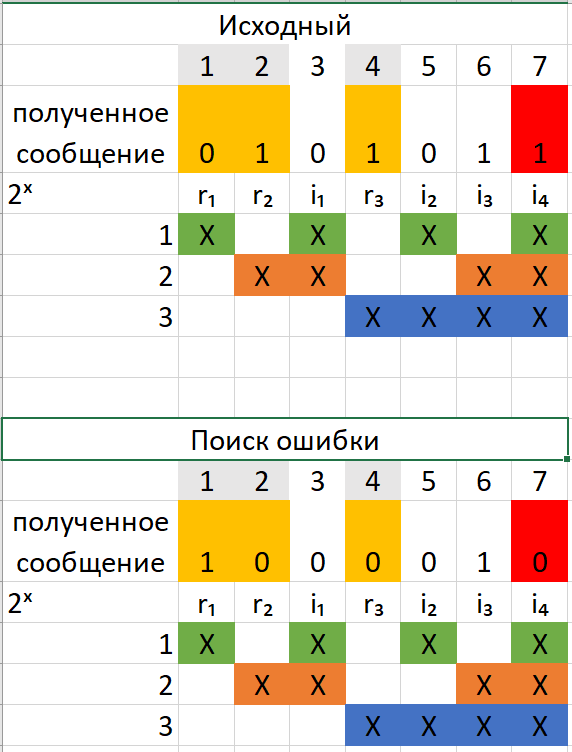 Исходный
1 2 3 4 5 6 7
полученное
сообщение 0 1 0 1 0 1 1
2ˣ r₁ r₂ i₁ r₃ i₂ i₃ i₄
1 X X X X
2 X X X X
3 X X X X
Поиск ошибки
1 2 3 4 5 6 7
полученное
сообщение 1 0 0 0 0 1 0
2ˣ r₁ r₂ i₁ r₃ i₂ i₃ i₄
1 X X X X
2 X X X X
3 X X X X